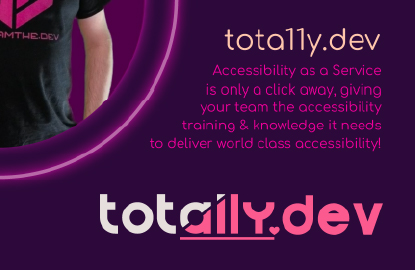 AMTWE.DEV
tota11y.dev
Accessibility as a Service
is only a click away, giving
your team the accessibility
training & knowledge it needs
to deliver world class accessibility!
tota11y.dev